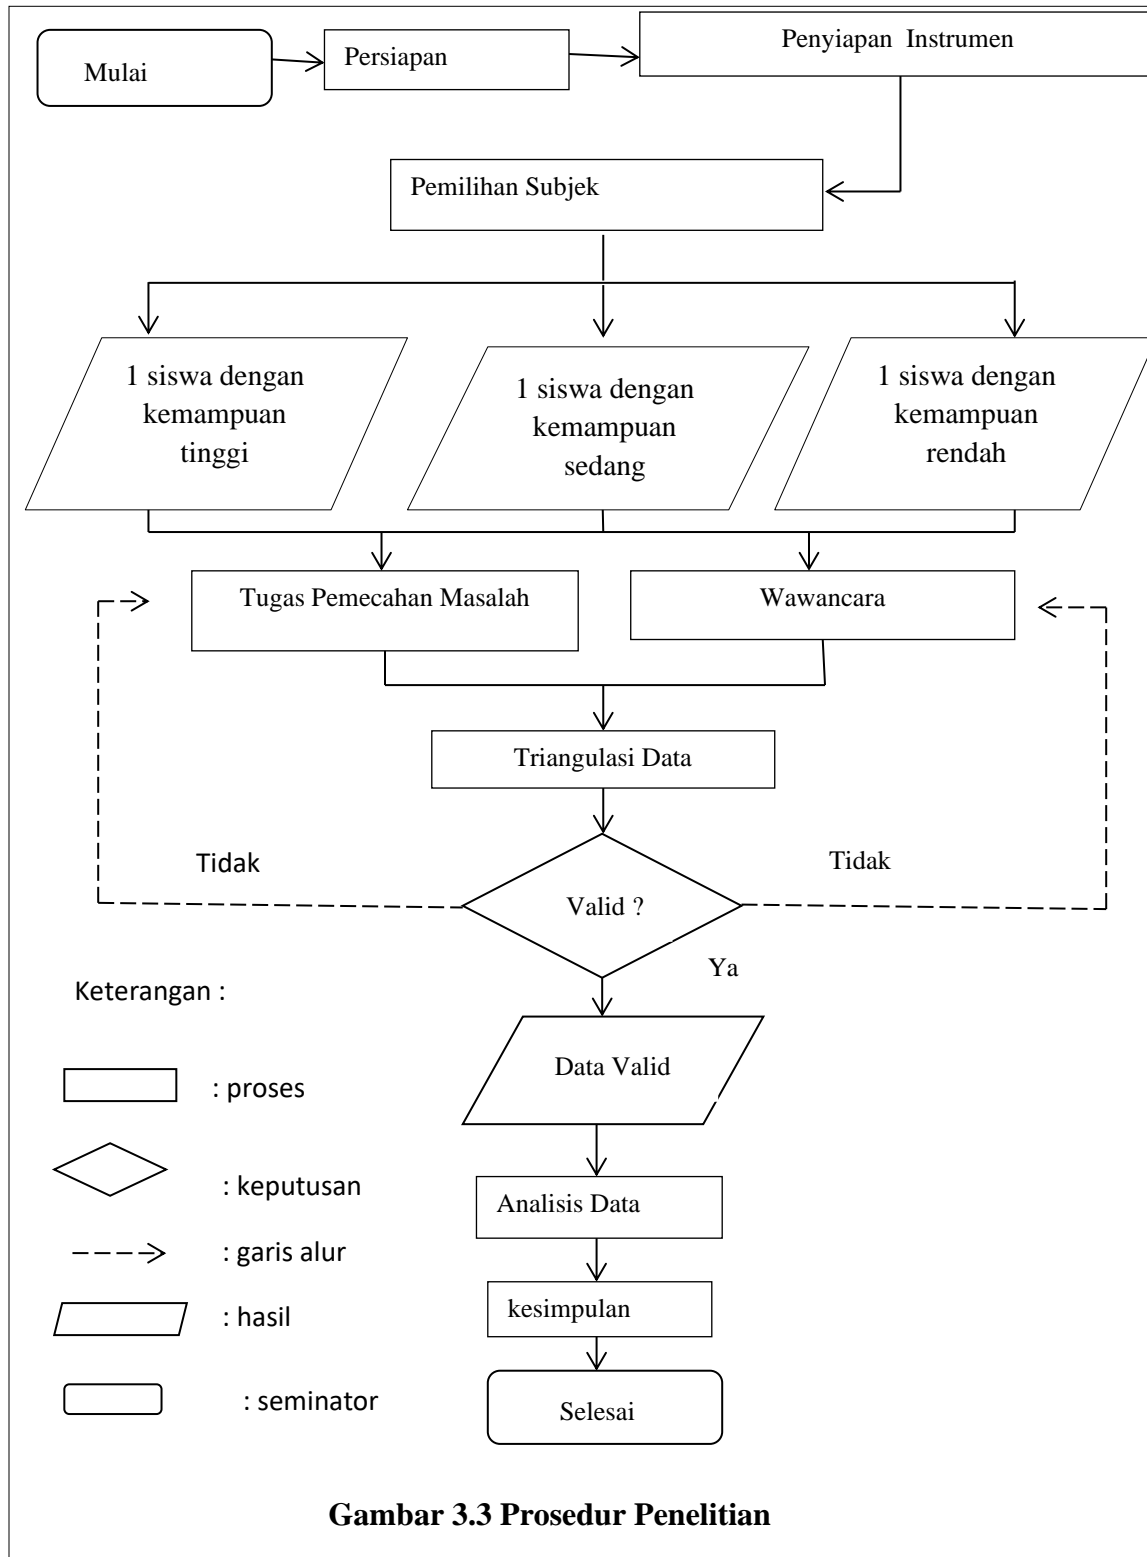 Mulai
Persiapan
Penyiapan Instrumen
Pemilihan Subjek
1 siswa dengan
kemampuan
tinggi
1 siswa dengan
kemampuan
sedang
1 siswa dengan
kemampuan
rendah
Tugas Pemecahan Masalah
Wawancara
Triangulasi Data
Tidak
Valid ?
Tidak
Ya
Data Valid
Analisis Data
kesimpulan
Selesai
Keterangan :
: proses
: keputusan
: garis alur
: hasil
: seminator
Gambar 3.3 Prosedur Penelitian